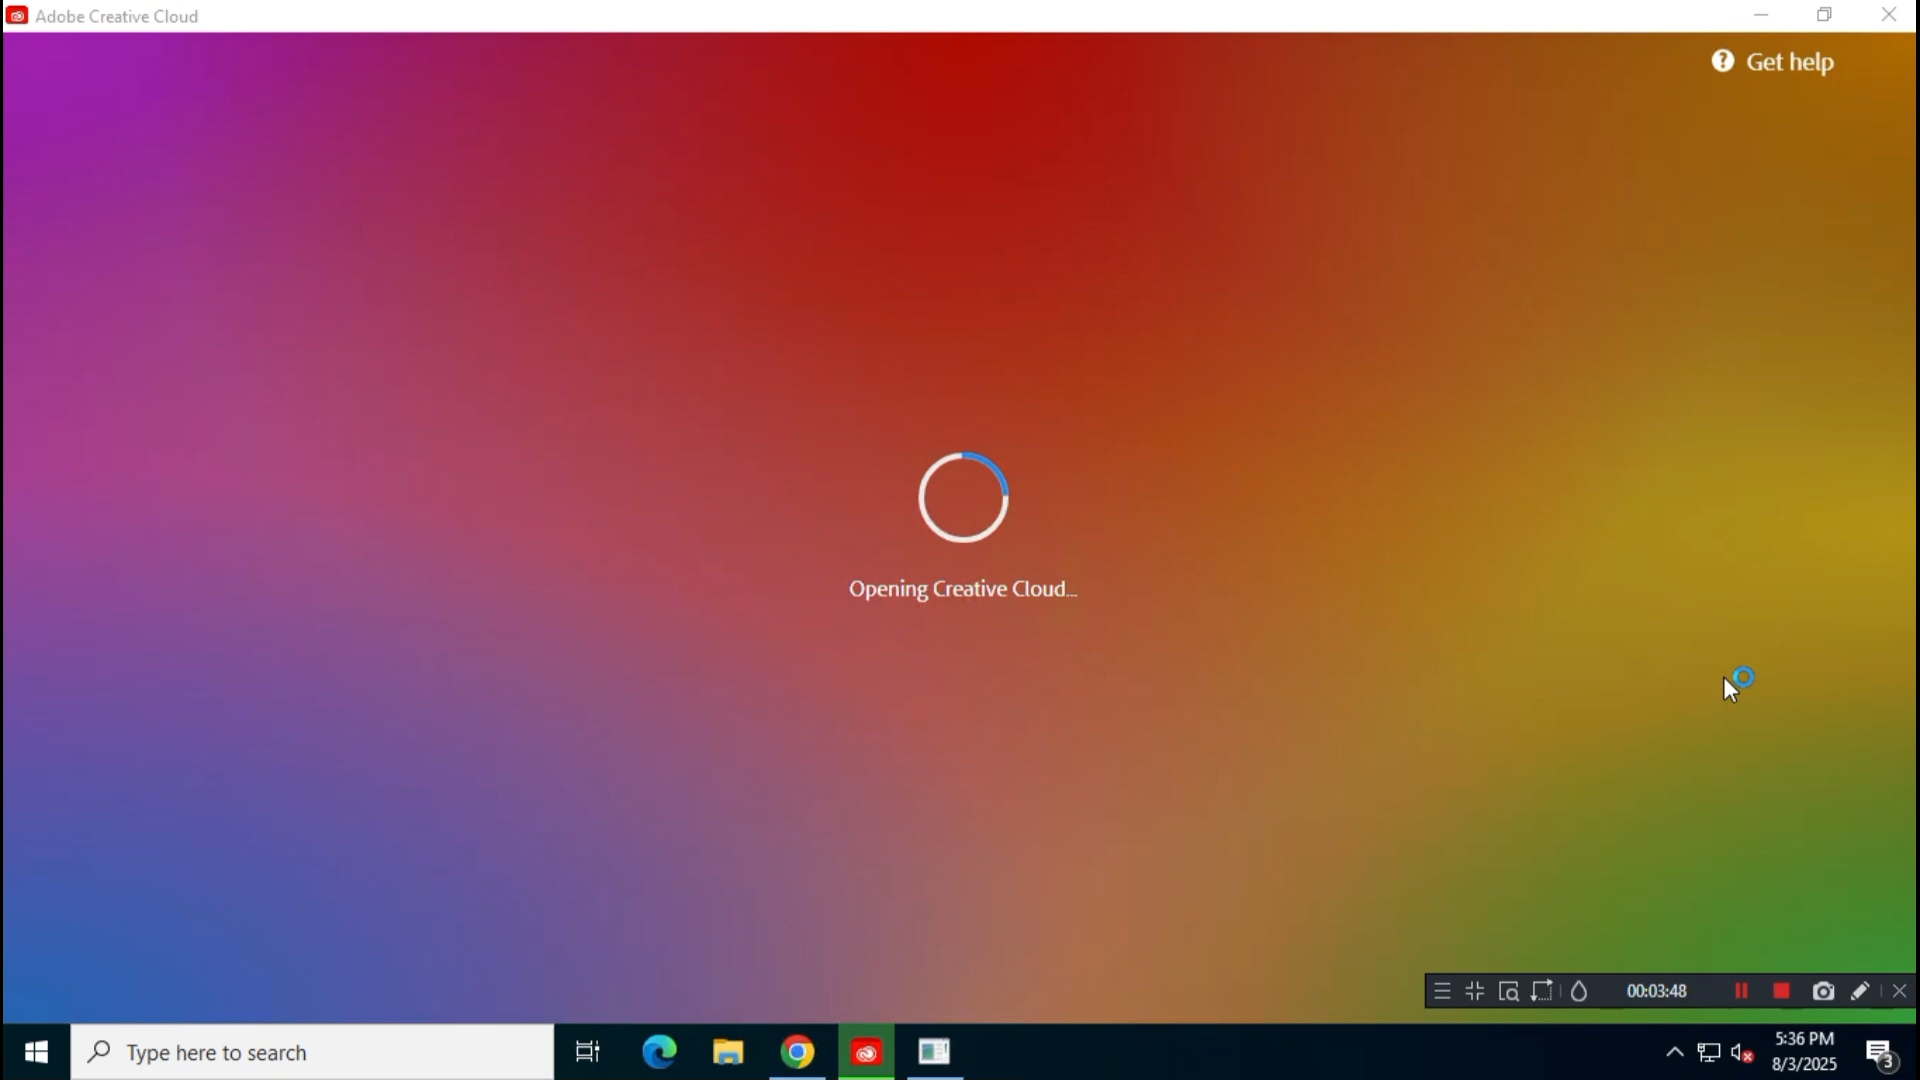 Adobe Creative Cloud
Get help
Opening Creative Cloud...
00:03:48
Type here to search
5:36 PM
8/3/2025
3